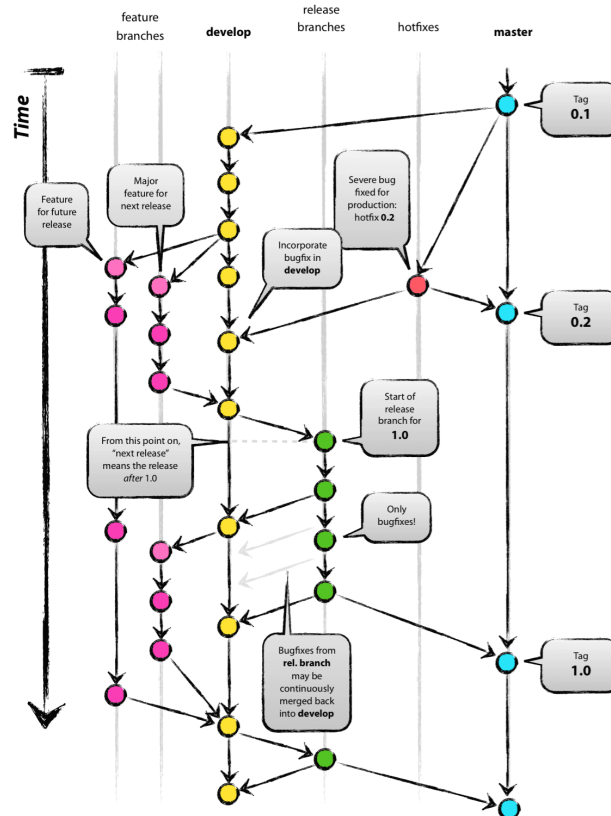 feature
branches
develop
release
branches
hotfixes
master
Time
Tag
0.1
Major
feature for
next release
Severe bug
fixed for
production:
hotfix 0.2
Feature
for future
release
Incorporate
bugfix in
develop
Tag
0.2
Start of
release
branch for
1.0
From this point on,
“next release”
means the release
after 1.0
Only
bugfixes!
Bugfixes from
rel. branch
may be
continuously
merged back
into develop
Tag
1.0